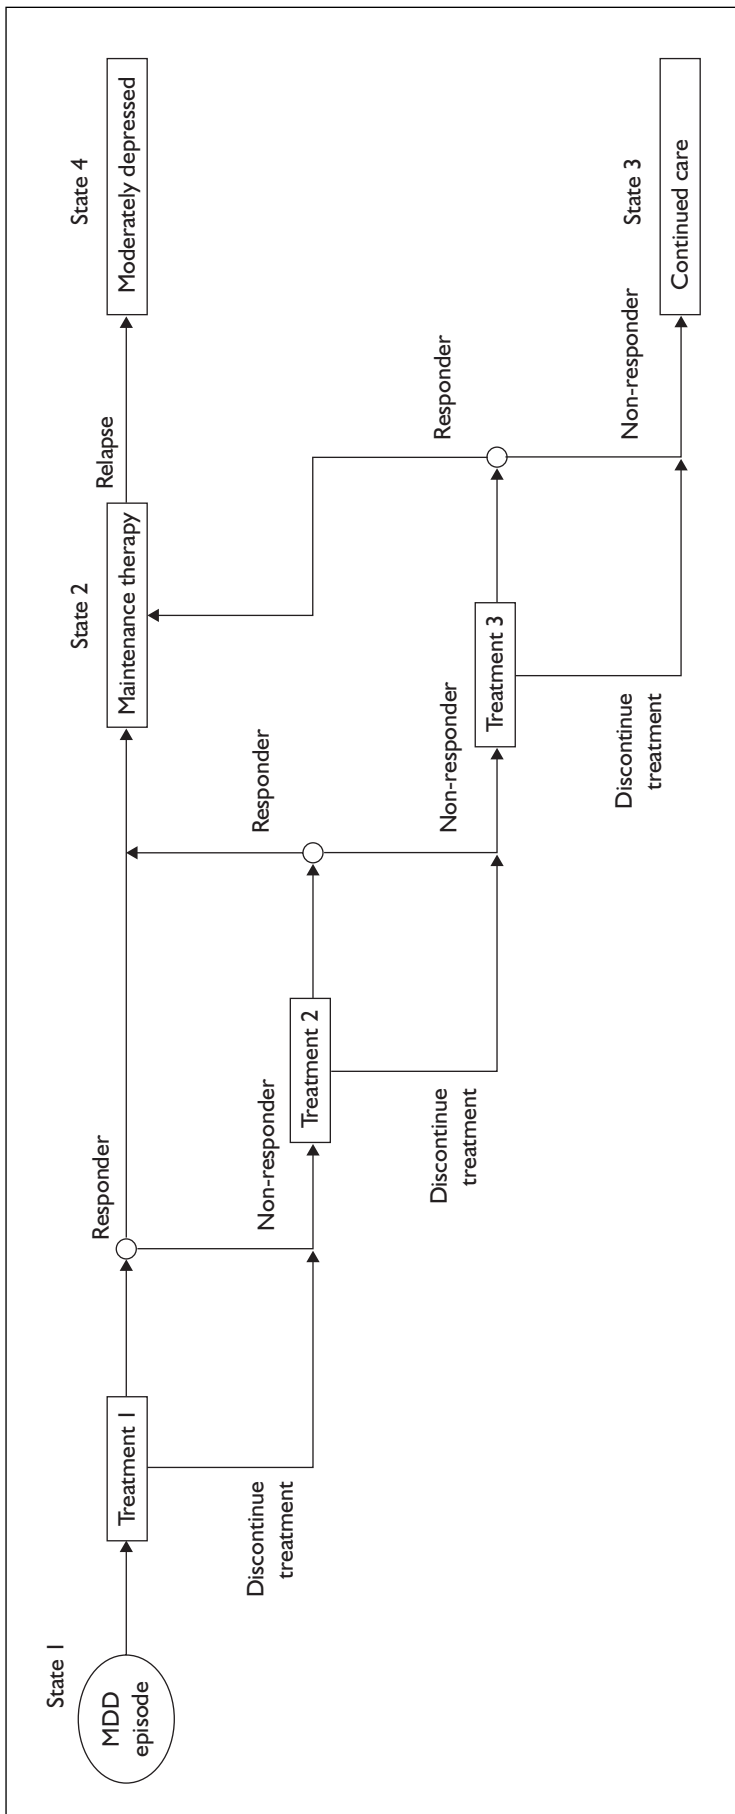 State 1
MDD
episode
Treatment 1
Discontinue
treatment
Responder
Non-responder
Treatment 2
Discontinue
treatment
Responder
Non-responder
Treatment 3
Discontinue
treatment
State 2
Maintenance therapy
Relapse
Responder
Non-responder
State 4
Moderately depressed
State 3
Continued care